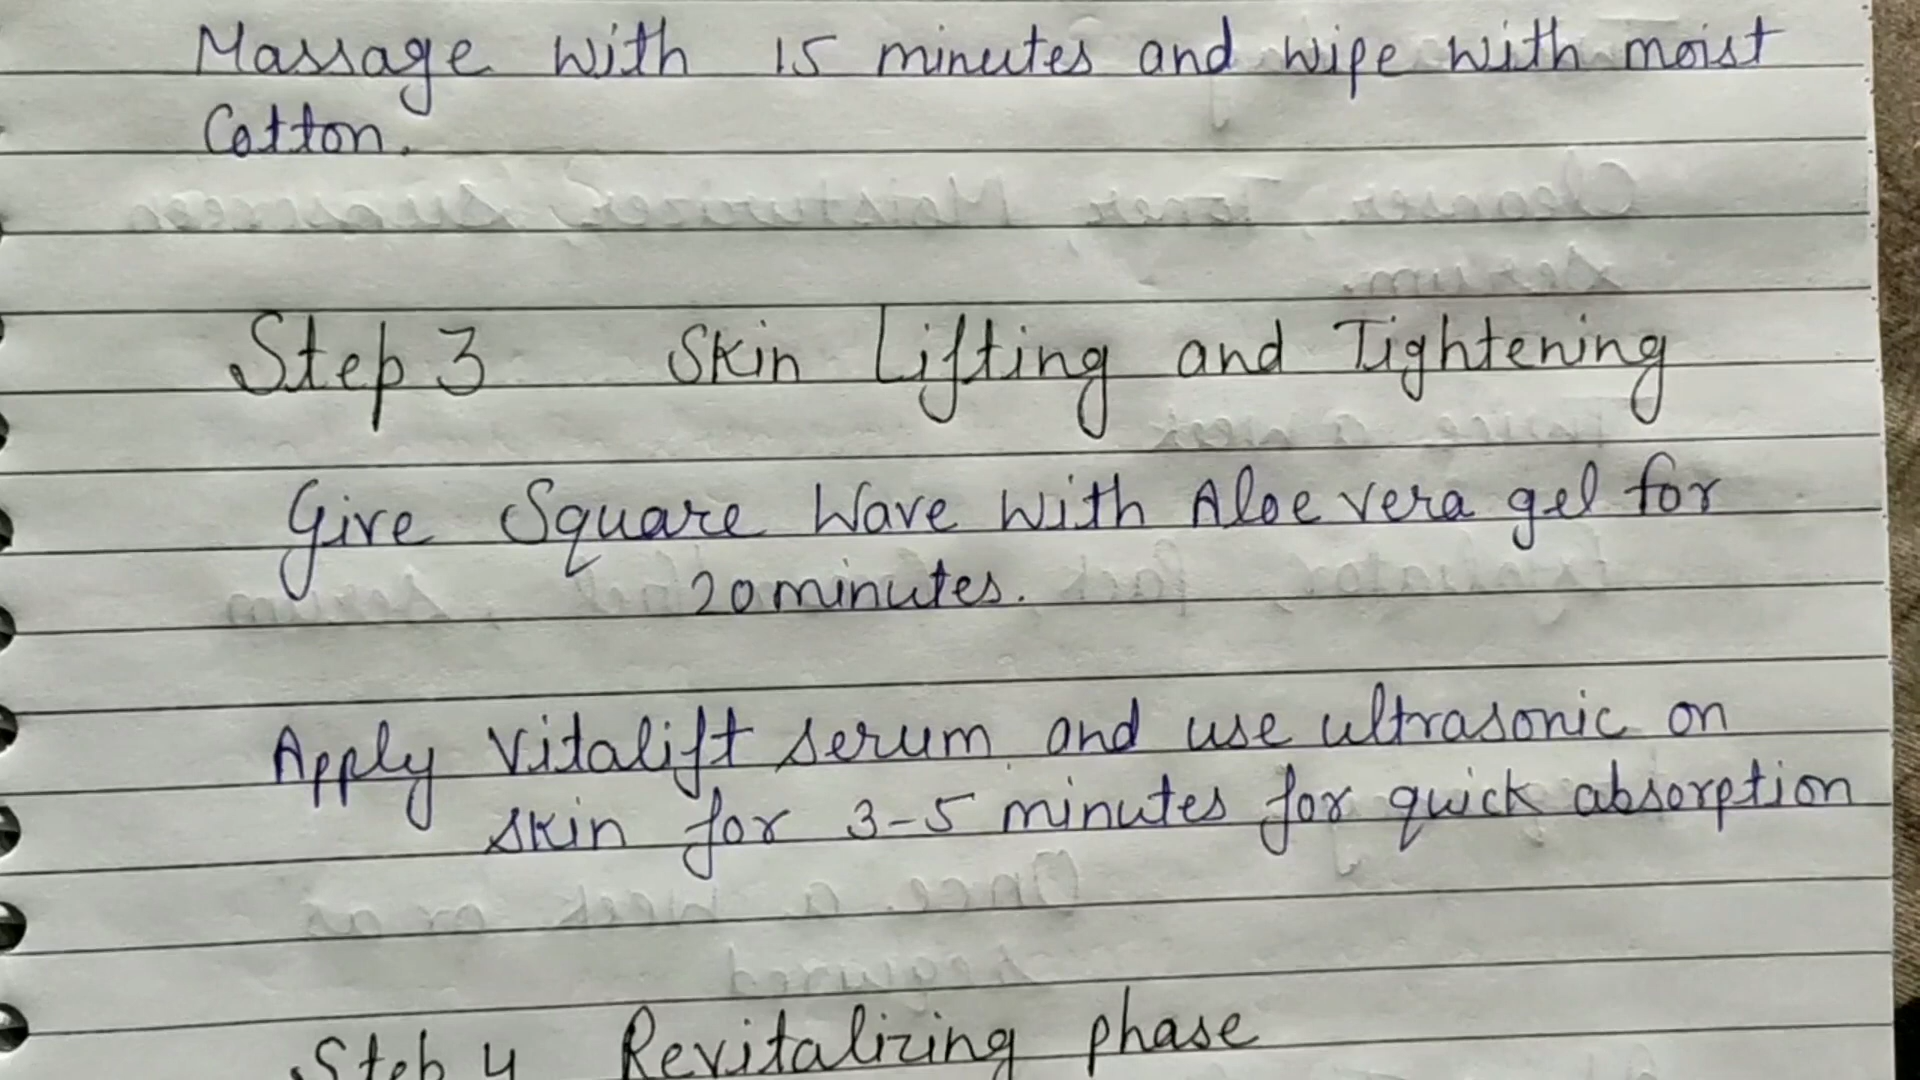 Massage with 15 minutes and wipe with moist
Cotton.
Step 3 Skin Lifting and Tightening
Give Square Wave with Aloe vera gel for
20 minutes.
Apply Vitalift serum and use ultrasonic on
skin for 3-5 minutes for quick absorption
Step 4 Revitalizing phase